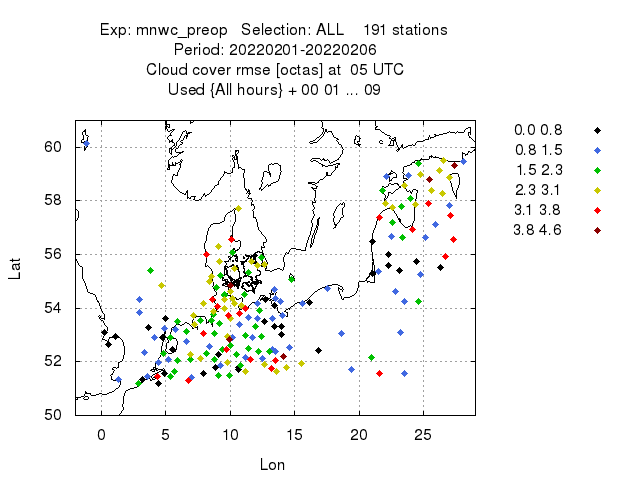 Exp: mnwc_preop Selection: ALL 191 stations
Period: 20220201-20220206
Cloud cover rmse [octas] at 05 UTC
Used {All hours} + 00 01 ... 09
0.0 0.8
0.8 1.5
1.5 2.3
2.3 3.1
3.1 3.8
3.8 4.6
60
58
56
54
52
50
Lat
0 5 10 15 20 25
Lon